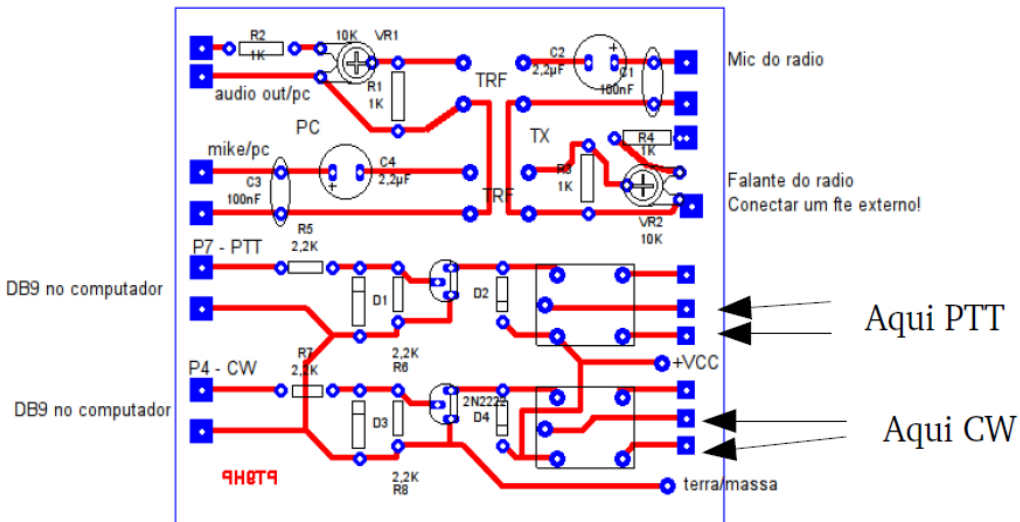 R2
1K
10K
VR1
audio out/pc
R1
1K
PC
TRF
C2
2,2µF
+
C1
100nF
Mic do radio
mike/pc
C3
100nF
+
C4
2,2µF
TRF
TX
R4
1K
R3
1K
VR2
10K
Falante do radio
Conectar um fte externo!
P7 - PTT
R5
2,2K
DB9 no computador
D1
D2
2,2K
R6
Aqui PTT
+VCC
P4 - CW
R7
2,2K
DB9 no computador
D3
2N2222
D4
2,2K
R8
Aqui CW
PT8HP
terra/massa